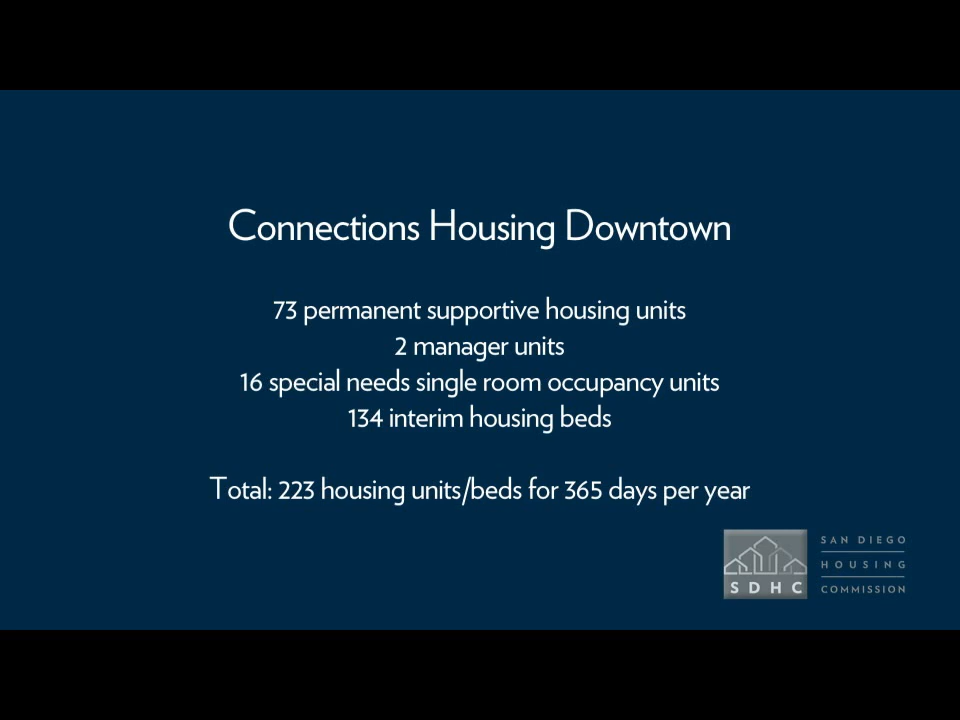 Connections Housing Downtown
73 permanent supportive housing units
2 manager units
16 special needs single room occupancy units
134 interim housing beds
Total: 223 housing units/beds for 365 days per year
SDHC
SAN DIEGO
HOUSING
COMMISSION